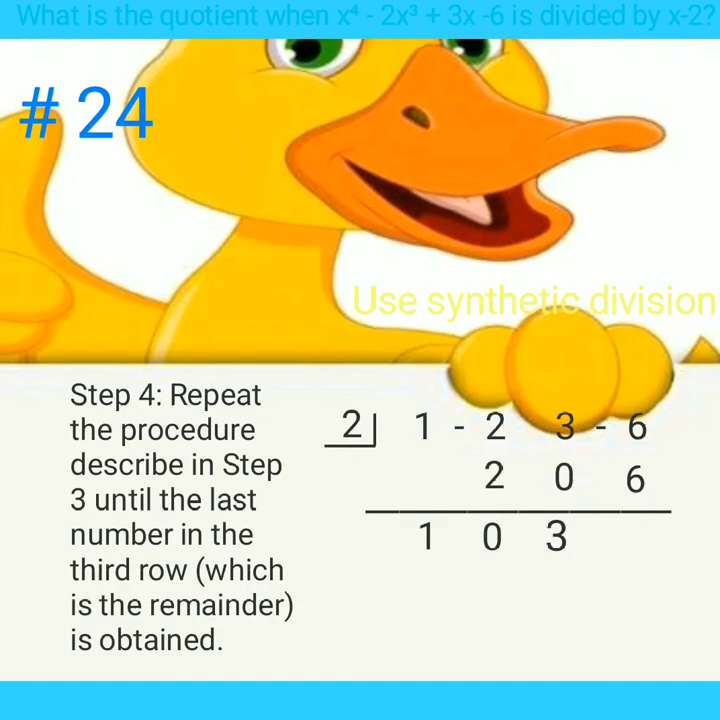 What is the quotient when x⁴ - 2x³ + 3x -6 is divided by x-2?
# 24
Use synthetic division
Step 4: Repeat
the procedure
describe in Step
3 until the last
number in the
third row (which
is the remainder)
is obtained.
2| 1 - 2 3 - 6
2 0 6
1 0 3